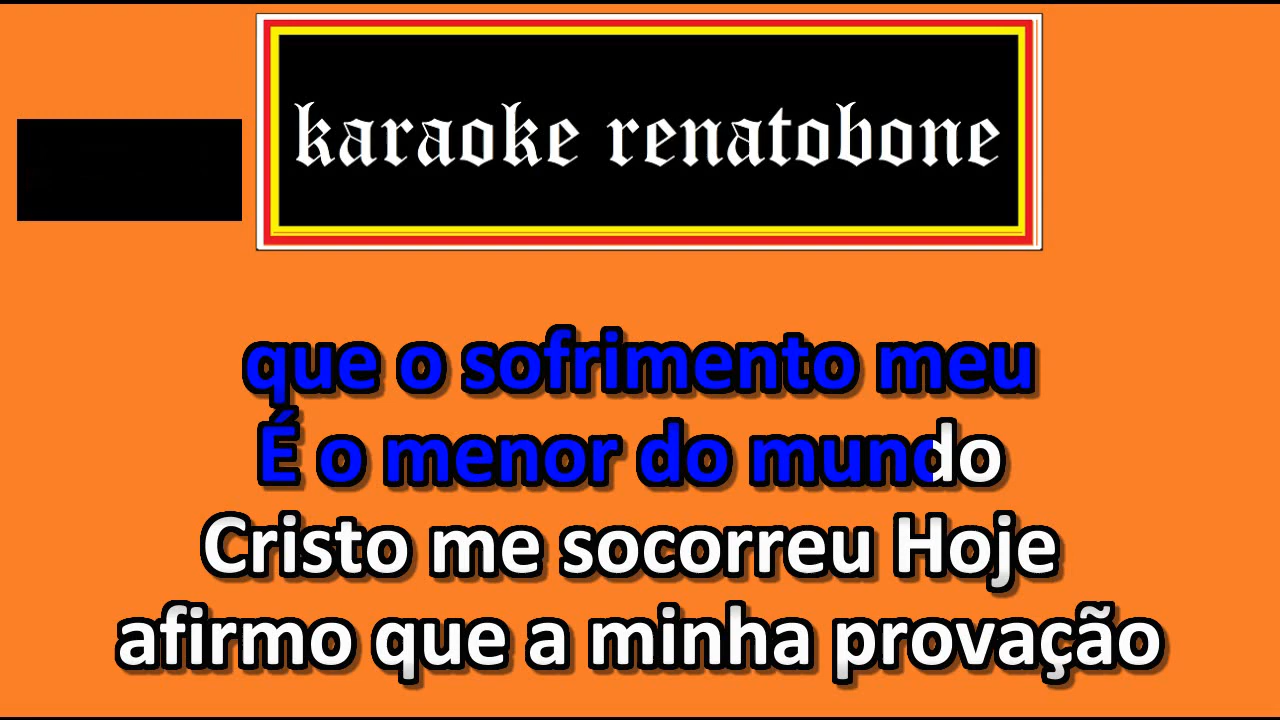 karaoke renatobone
que o sofrimento meu
É o menor do mundo
Cristo me socorreu Hoje
afirmo que a minha provação